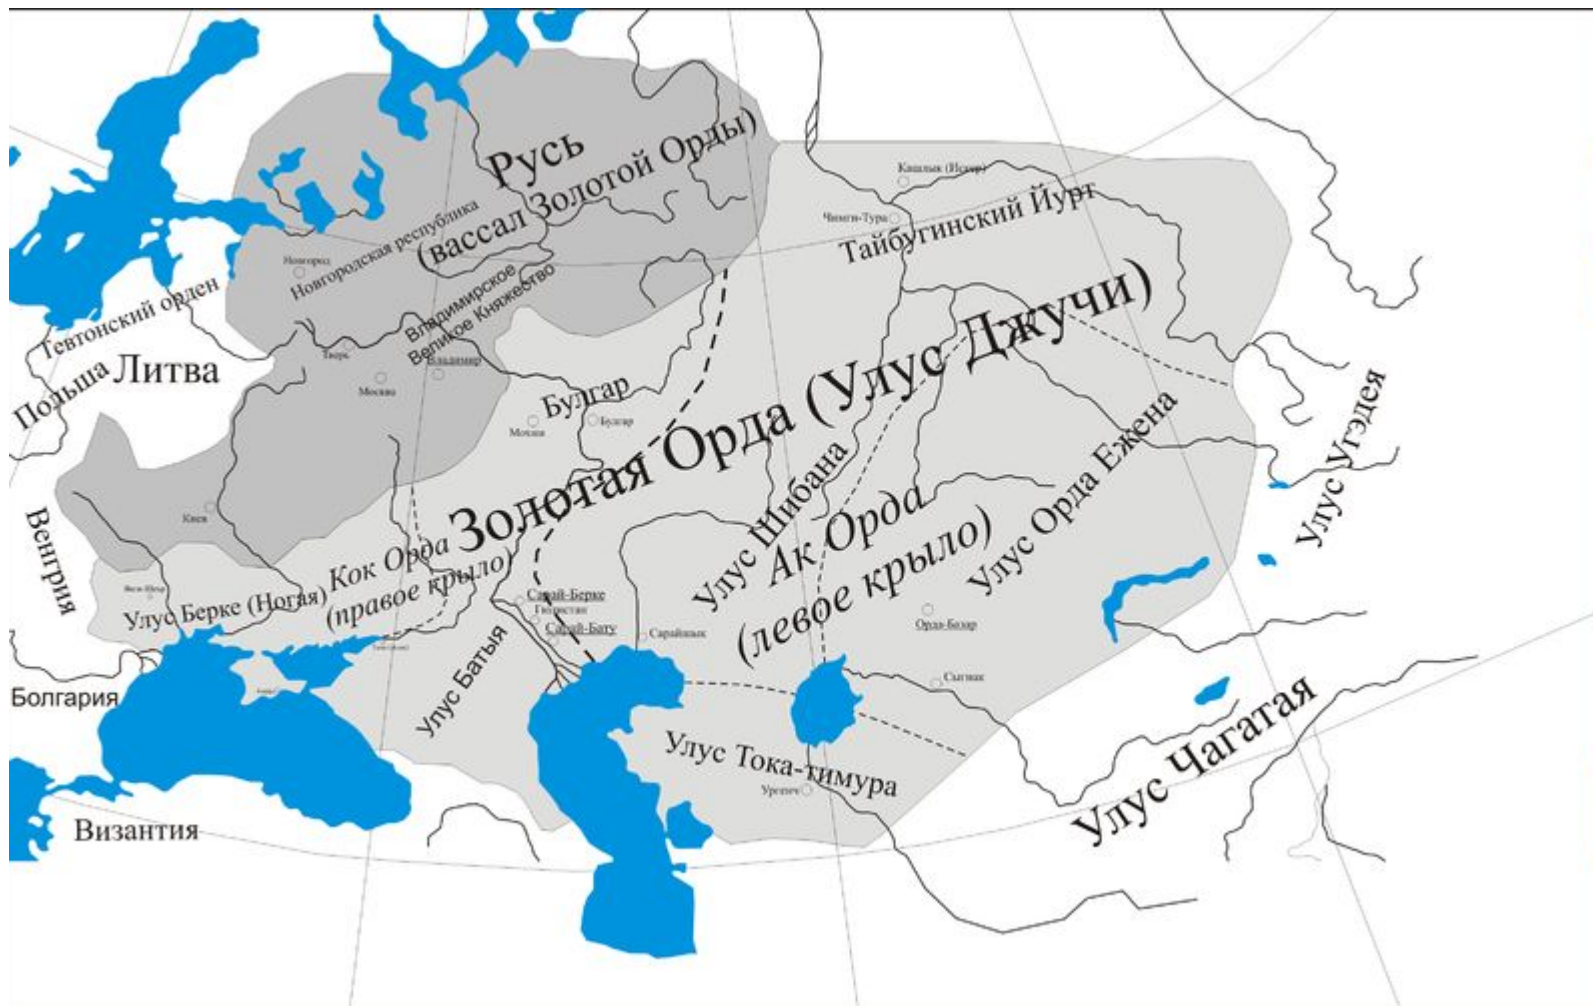 Русь
(вассал Золотой Орды)
Новгородская республика
Новгород
Владимирское
Великое Княжество
Тевтонский орден
Польша
Литва
Тверь
Владимир
Москва
Кашлык (Искер)
Чимги-Тура
Тайбугинский Йурт
Золотая Орда (Улус Джучи)
Булгар
Булгар
Мохши
Киев
Венгрия
Кок Орда
(правое крыло)
Улус Берке (Ногая)
Улус Батыя
Сарай-Берке
Гюлистан
Сарай-Бату
Сарайшык
Улус Шибана
Ак Орда
(левое крыло)
Улус Орда Ежена
Улус Угэдея
Орда-Базар
Сыгнак
Болгария
Византия
Улус Тока-тимура
Ургенч
Улус Чагатая